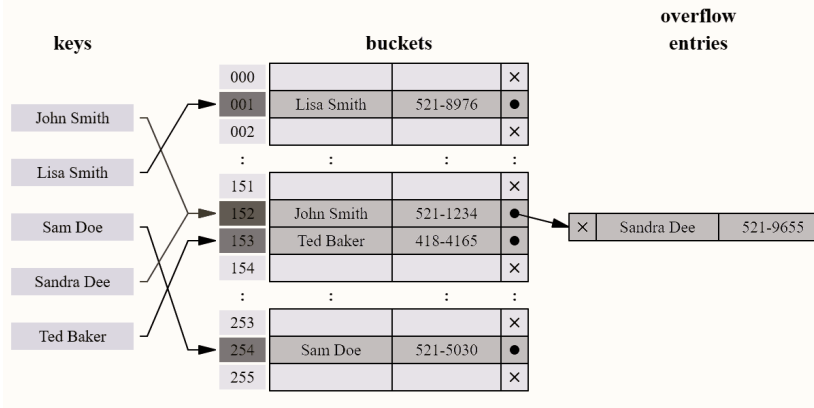 keys
buckets
overflow
entries
John Smith
Lisa Smith
Sam Doe
Sandra Dee
Ted Baker
000 ×
001 Lisa Smith 521-8976 ●
002 ×
: : : :
151 ×
152 John Smith 521-1234 ●
153 Ted Baker 418-4165 ●
154 ×
: : : :
253 ×
254 Sam Doe 521-5030 ●
255 ×
× Sandra Dee 521-9655